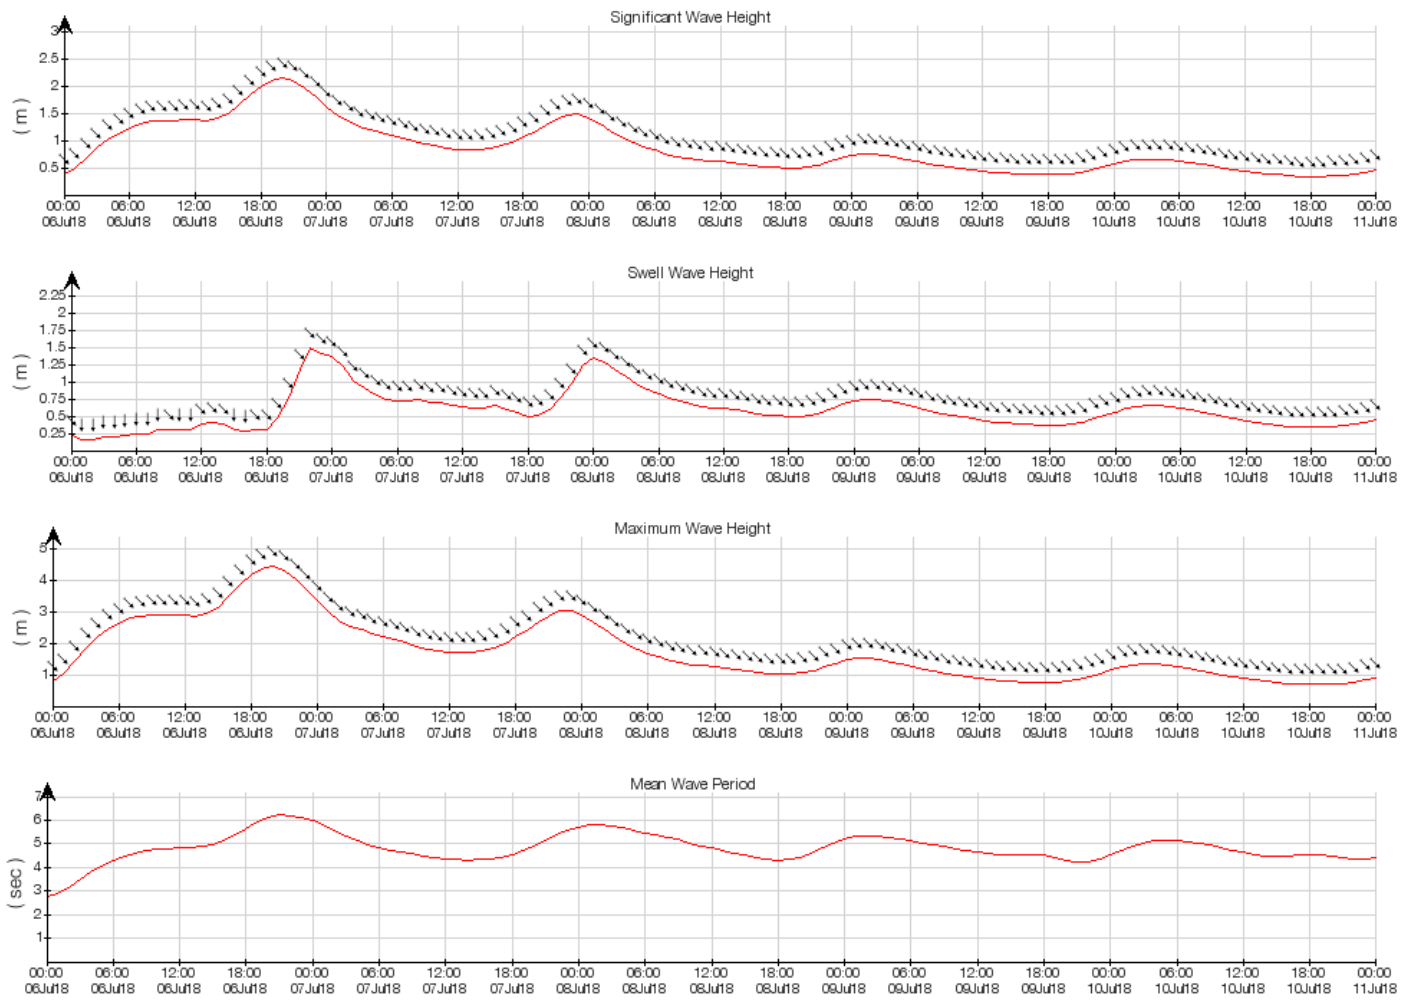 Significant Wave Height
3
2.5
2
1.5
1
0.5
( m )
00:00 06:00 12:00 18:00 00:00 06:00 12:00 18:00 00:00 06:00 12:00 18:00 00:00 06:00 12:00 18:00 00:00 06:00 12:00 18:00 00:00
06Jul18 06Jul18 06Jul18 06Jul18 07Jul18 07Jul18 07Jul18 07Jul18 08Jul18 08Jul18 08Jul18 08Jul18 09Jul18 09Jul18 09Jul18 09Jul18 10Jul18 10Jul18 10Jul18 10Jul18 11Jul18
Swell Wave Height
2.25
2
1.75
1.5
1.25
1
0.75
0.5
0.25
( m )
00:00 06:00 12:00 18:00 00:00 06:00 12:00 18:00 00:00 06:00 12:00 18:00 00:00 06:00 12:00 18:00 00:00 06:00 12:00 18:00 00:00
06Jul18 06Jul18 06Jul18 06Jul18 07Jul18 07Jul18 07Jul18 07Jul18 08Jul18 08Jul18 08Jul18 08Jul18 09Jul18 09Jul18 09Jul18 09Jul18 10Jul18 10Jul18 10Jul18 10Jul18 11Jul18
Maximum Wave Height
5
4
3
2
1
( m )
00:00 06:00 12:00 18:00 00:00 06:00 12:00 18:00 00:00 06:00 12:00 18:00 00:00 06:00 12:00 18:00 00:00 06:00 12:00 18:00 00:00
06Jul18 06Jul18 06Jul18 06Jul18 07Jul18 07Jul18 07Jul18 07Jul18 08Jul18 08Jul18 08Jul18 08Jul18 09Jul18 09Jul18 09Jul18 09Jul18 10Jul18 10Jul18 10Jul18 10Jul18 11Jul18
Mean Wave Period
7
6
5
4
3
2
1
( sec )
00:00 06:00 12:00 18:00 00:00 06:00 12:00 18:00 00:00 06:00 12:00 18:00 00:00 06:00 12:00 18:00 00:00 06:00 12:00 18:00 00:00
06Jul18 06Jul18 06Jul18 06Jul18 07Jul18 07Jul18 07Jul18 07Jul18 08Jul18 08Jul18 08Jul18 08Jul18 09Jul18 09Jul18 09Jul18 09Jul18 10Jul18 10Jul18 10Jul18 10Jul18 11Jul18